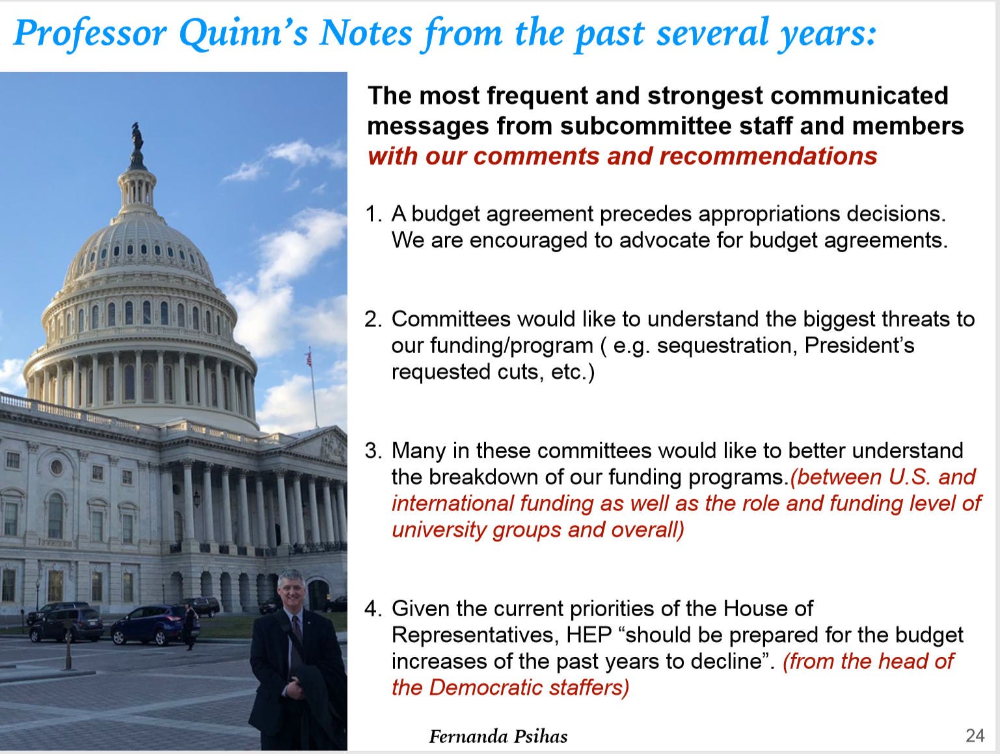 Professor Quinn’s Notes from the past several years:
The most frequent and strongest communicated
messages from subcommittee staff and members
with our comments and recommendations
1. A budget agreement precedes appropriations decisions.
We are encouraged to advocate for budget agreements.
2. Committees would like to understand the biggest threats to
our funding/program ( e.g. sequestration, President’s
requested cuts, etc.)
3. Many in these committees would like to better understand
the breakdown of our funding programs.(between U.S. and
international funding as well as the role and funding level of
university groups and overall)
4. Given the current priorities of the House of
Representatives, HEP “should be prepared for the budget
increases of the past years to decline”. (from the head of
the Democratic staffers)
Fernanda Psihas
24